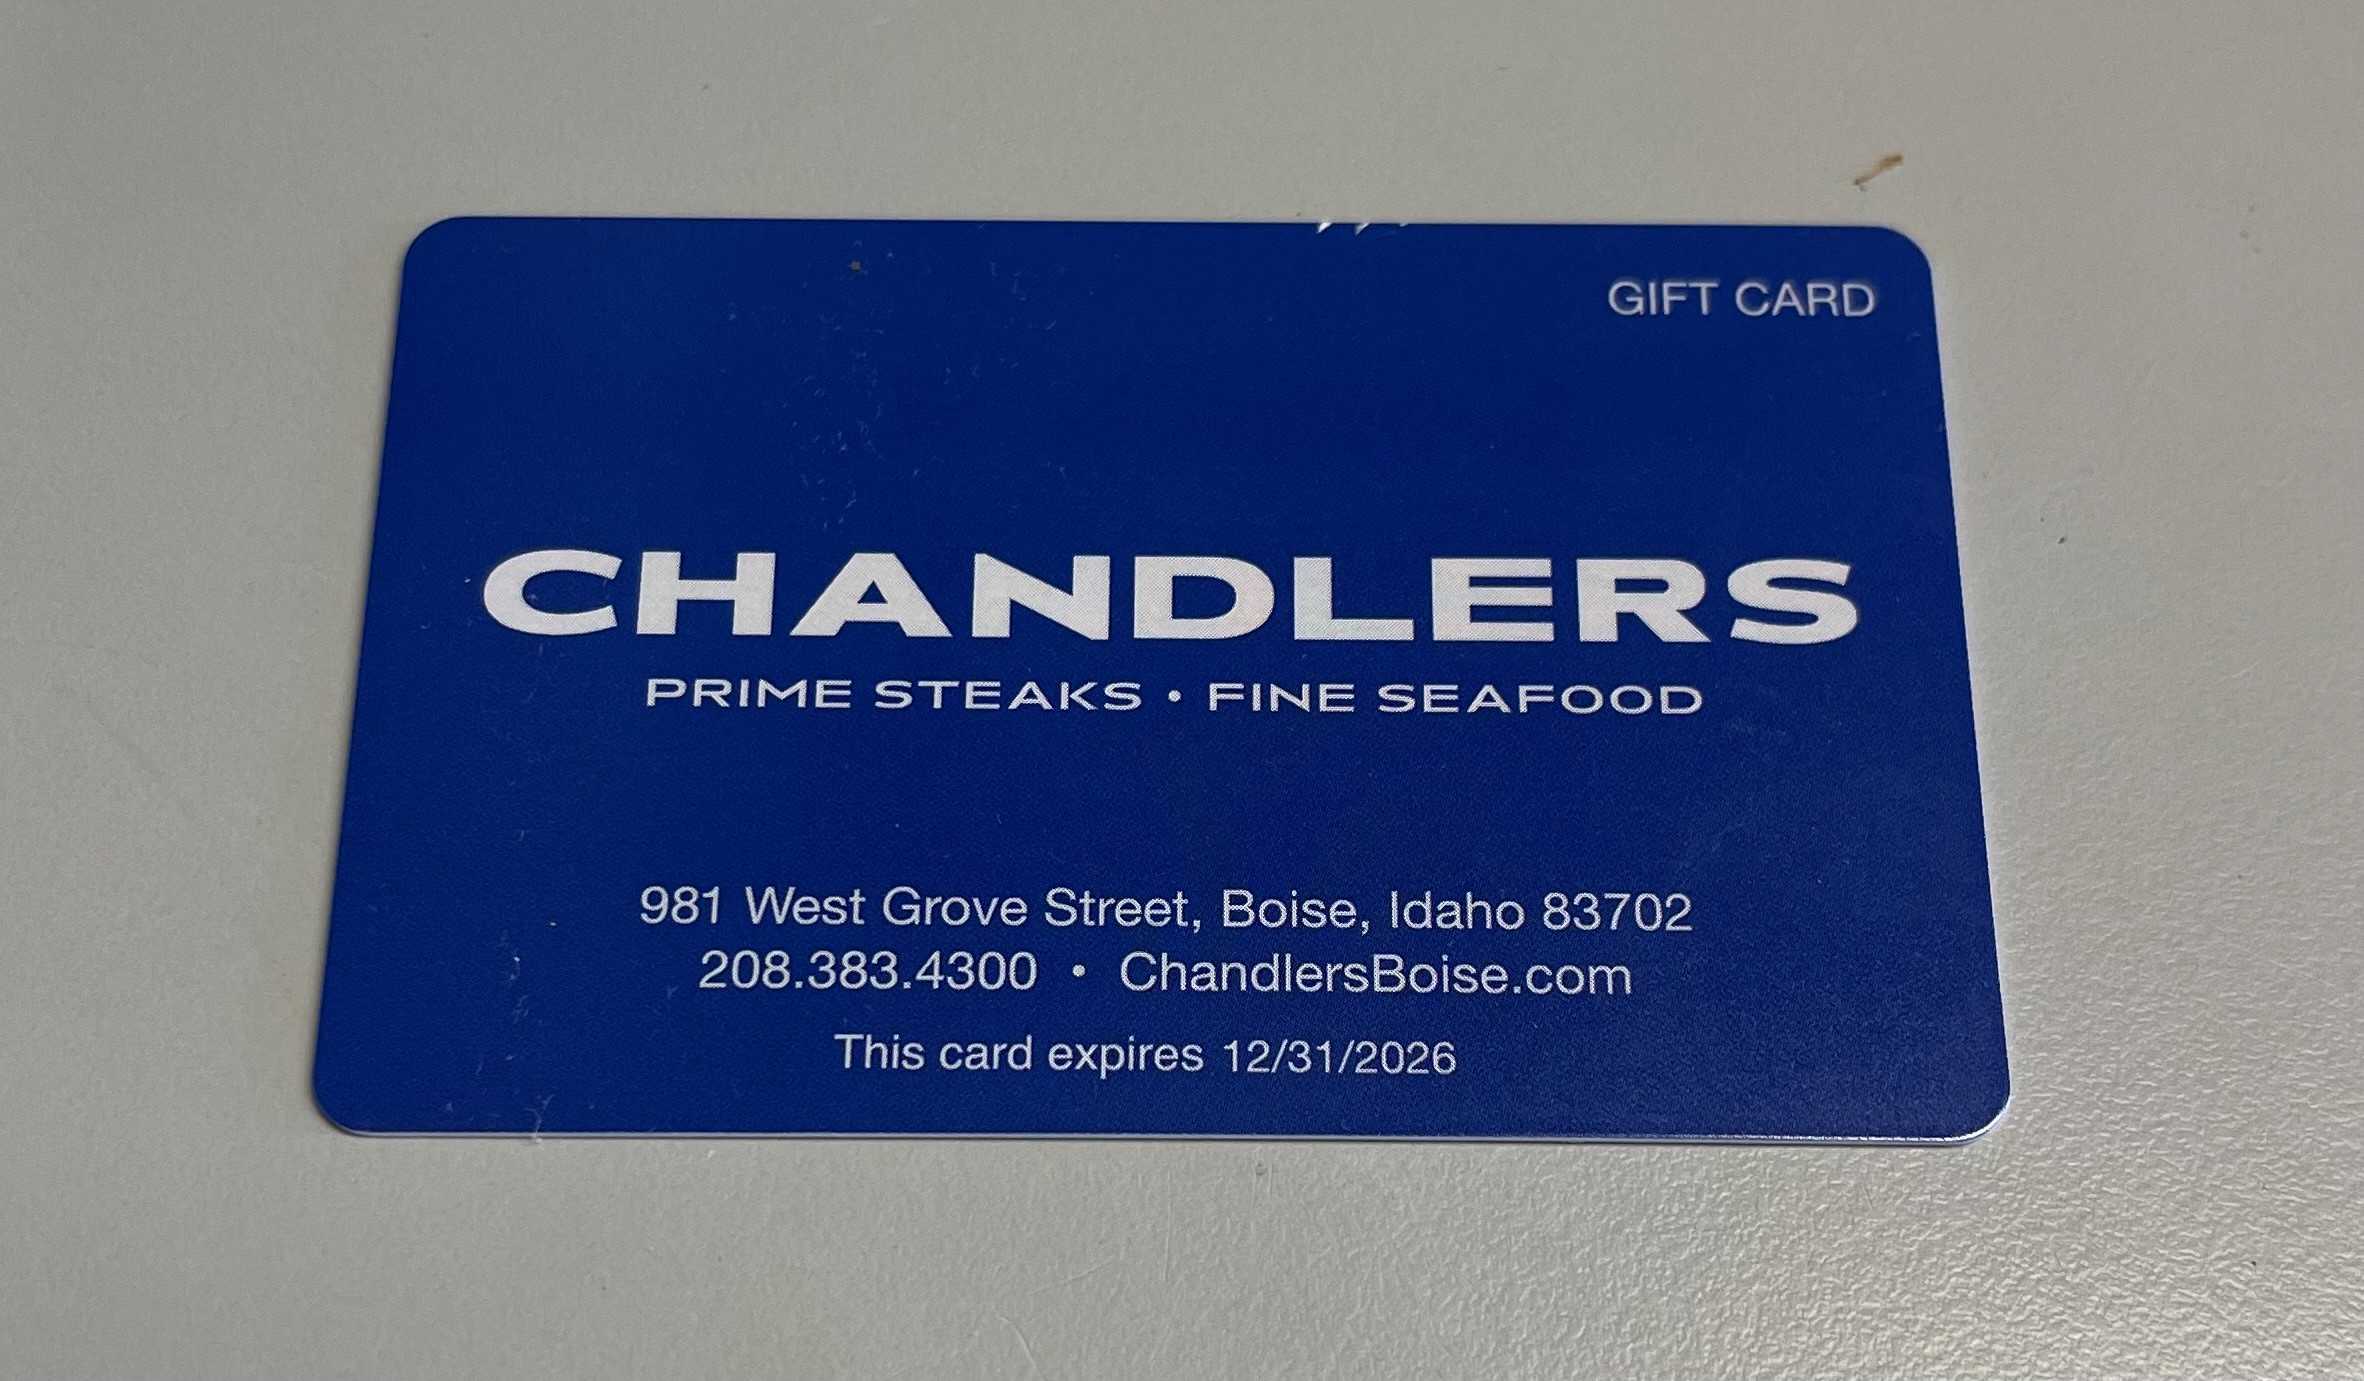 GIFT CARD
CHANDLERS
PRIME STEAKS • FINE SEAFOOD
981 West Grove Street, Boise, Idaho 83702
208.383.4300 • ChandlersBoise.com
This card expires 12/31/2026